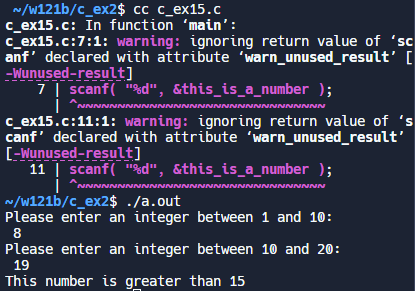 ~/w121b/c_ex2$ cc c_ex15.c
c_ex15.c: In function ‘main’:
c_ex15.c:7:1: warning: ignoring return value of ‘sc
anf’ declared with attribute ‘warn_unused_result’ [
-Wunused-result]
    7 | scanf( "%d", &this_is_a_number );
      | ^~~~~~~~~~~~~~~~~~~~~~~~~~~~~~~~
c_ex15.c:11:1: warning: ignoring return value of ‘s
canf’ declared with attribute ‘warn_unused_result’
[-Wunused-result]
   11 | scanf( "%d", &this_is_a_number );
      | ^~~~~~~~~~~~~~~~~~~~~~~~~~~~~~~~
~/w121b/c_ex2$ ./a.out
Please enter an integer between 1 and 10:
 8
Please enter an integer between 10 and 20:
 19
This number is greater than 15